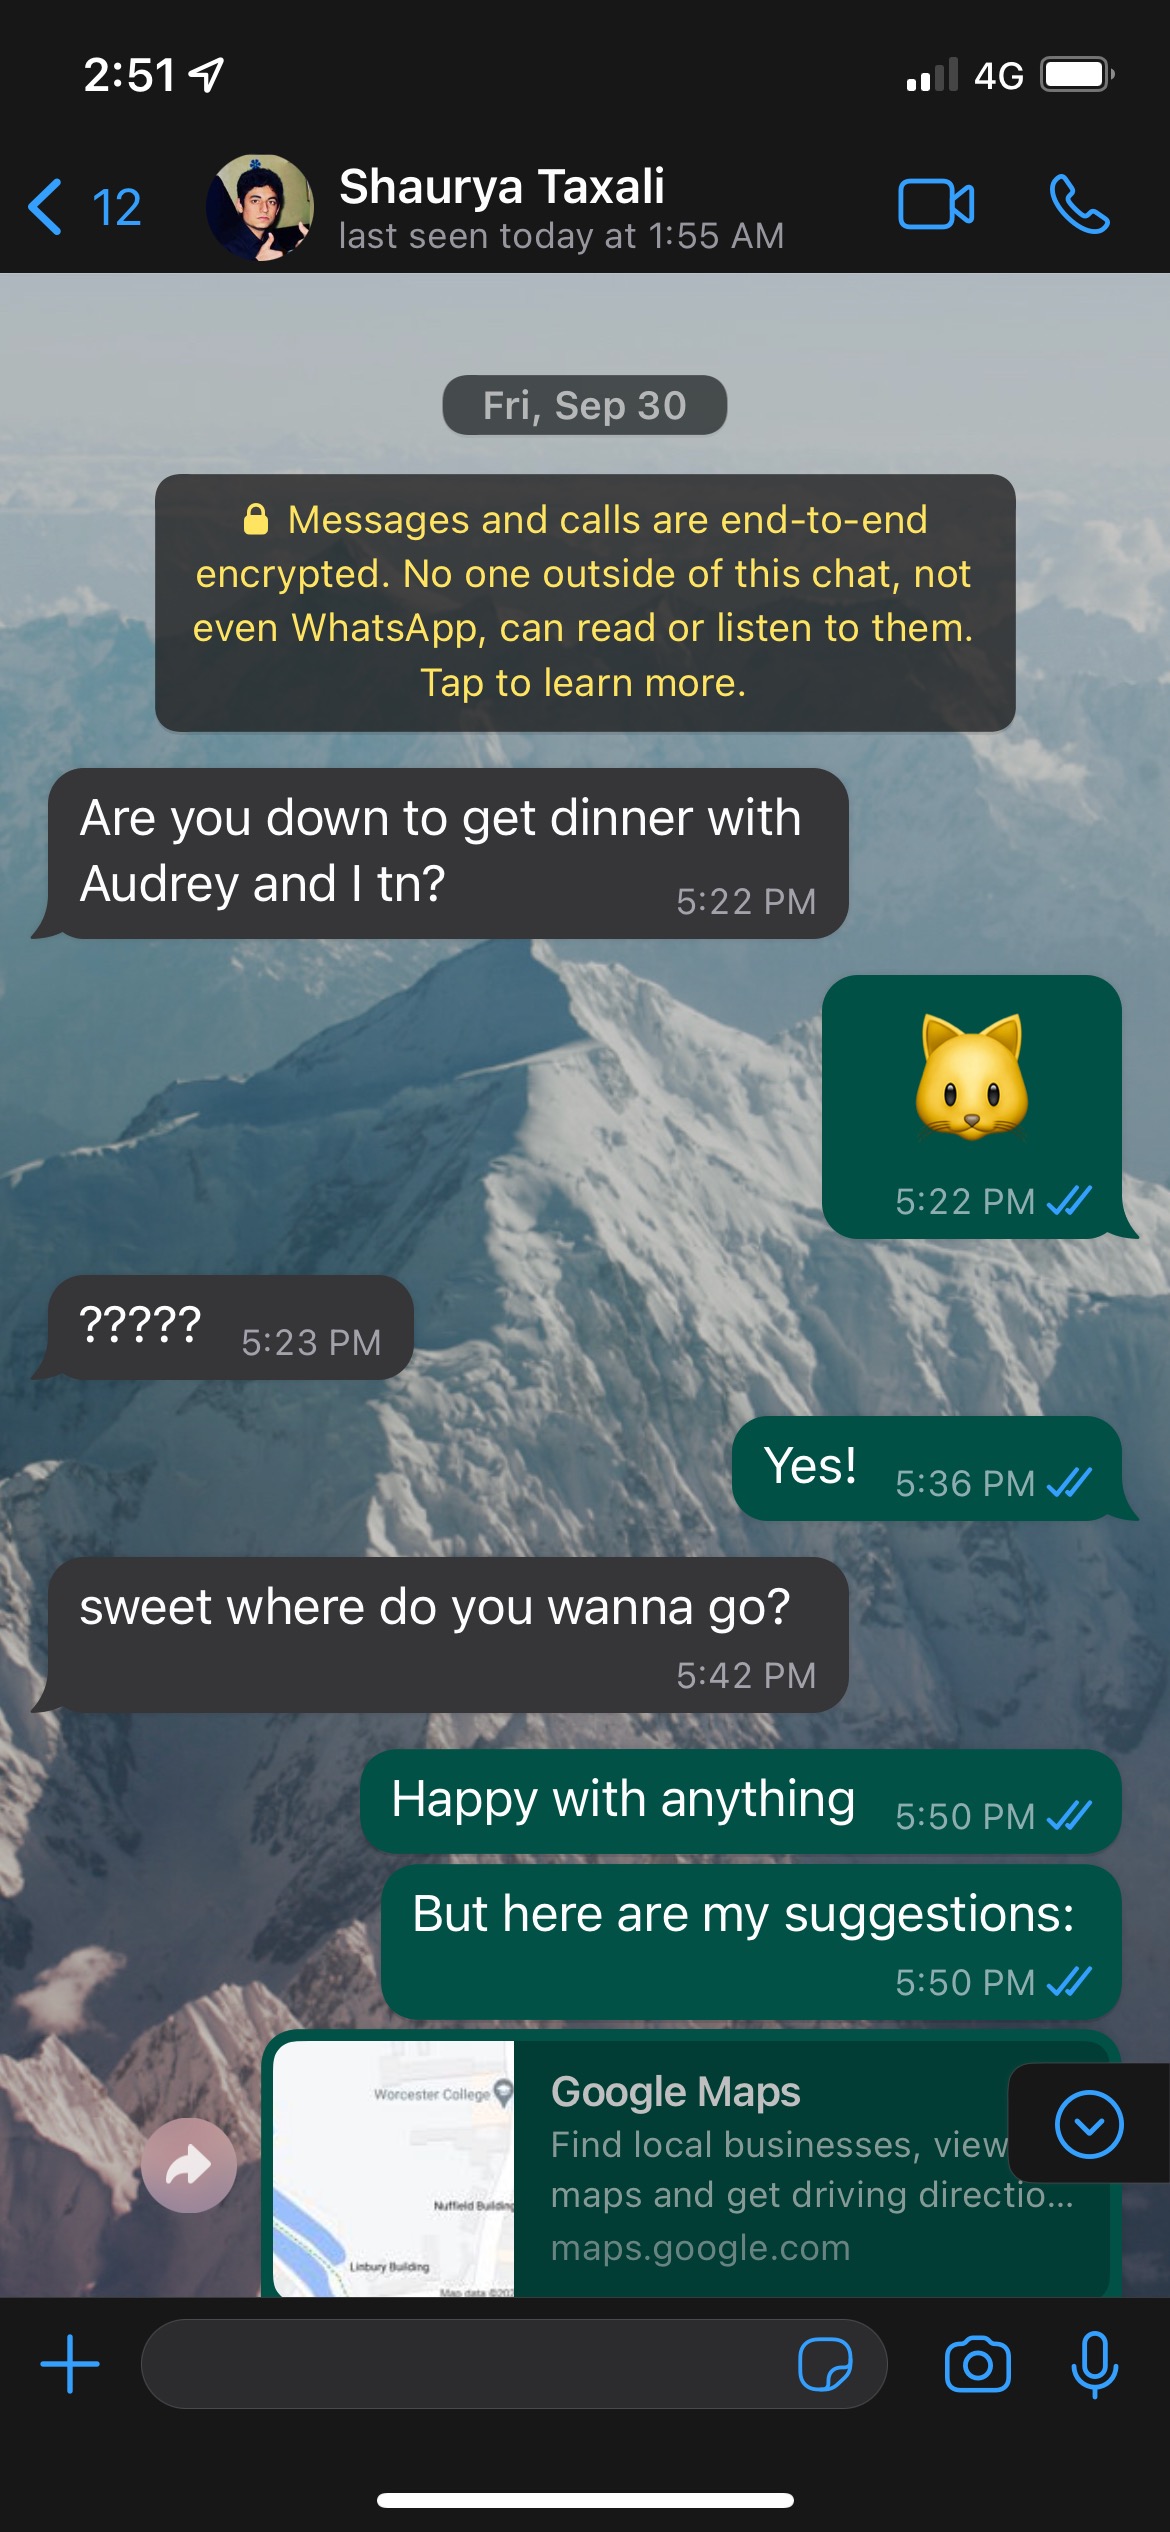 2:51
4G
12
Shaurya Taxali
last seen today at 1:55 AM
Fri, Sep 30
Messages and calls are end-to-end
encrypted. No one outside of this chat, not
even WhatsApp, can read or listen to them.
Tap to learn more.
Are you down to get dinner with
Audrey and I tn?
5:22 PM
5:22 PM
?????
5:23 PM
Yes!
5:36 PM
sweet where do you wanna go?
5:42 PM
Happy with anything
5:50 PM
But here are my suggestions:
5:50 PM
Worcester College
Nuffield Building
Linbury Building
Map data ©202
Google Maps
Find local businesses, view
maps and get driving directio...
maps.google.com